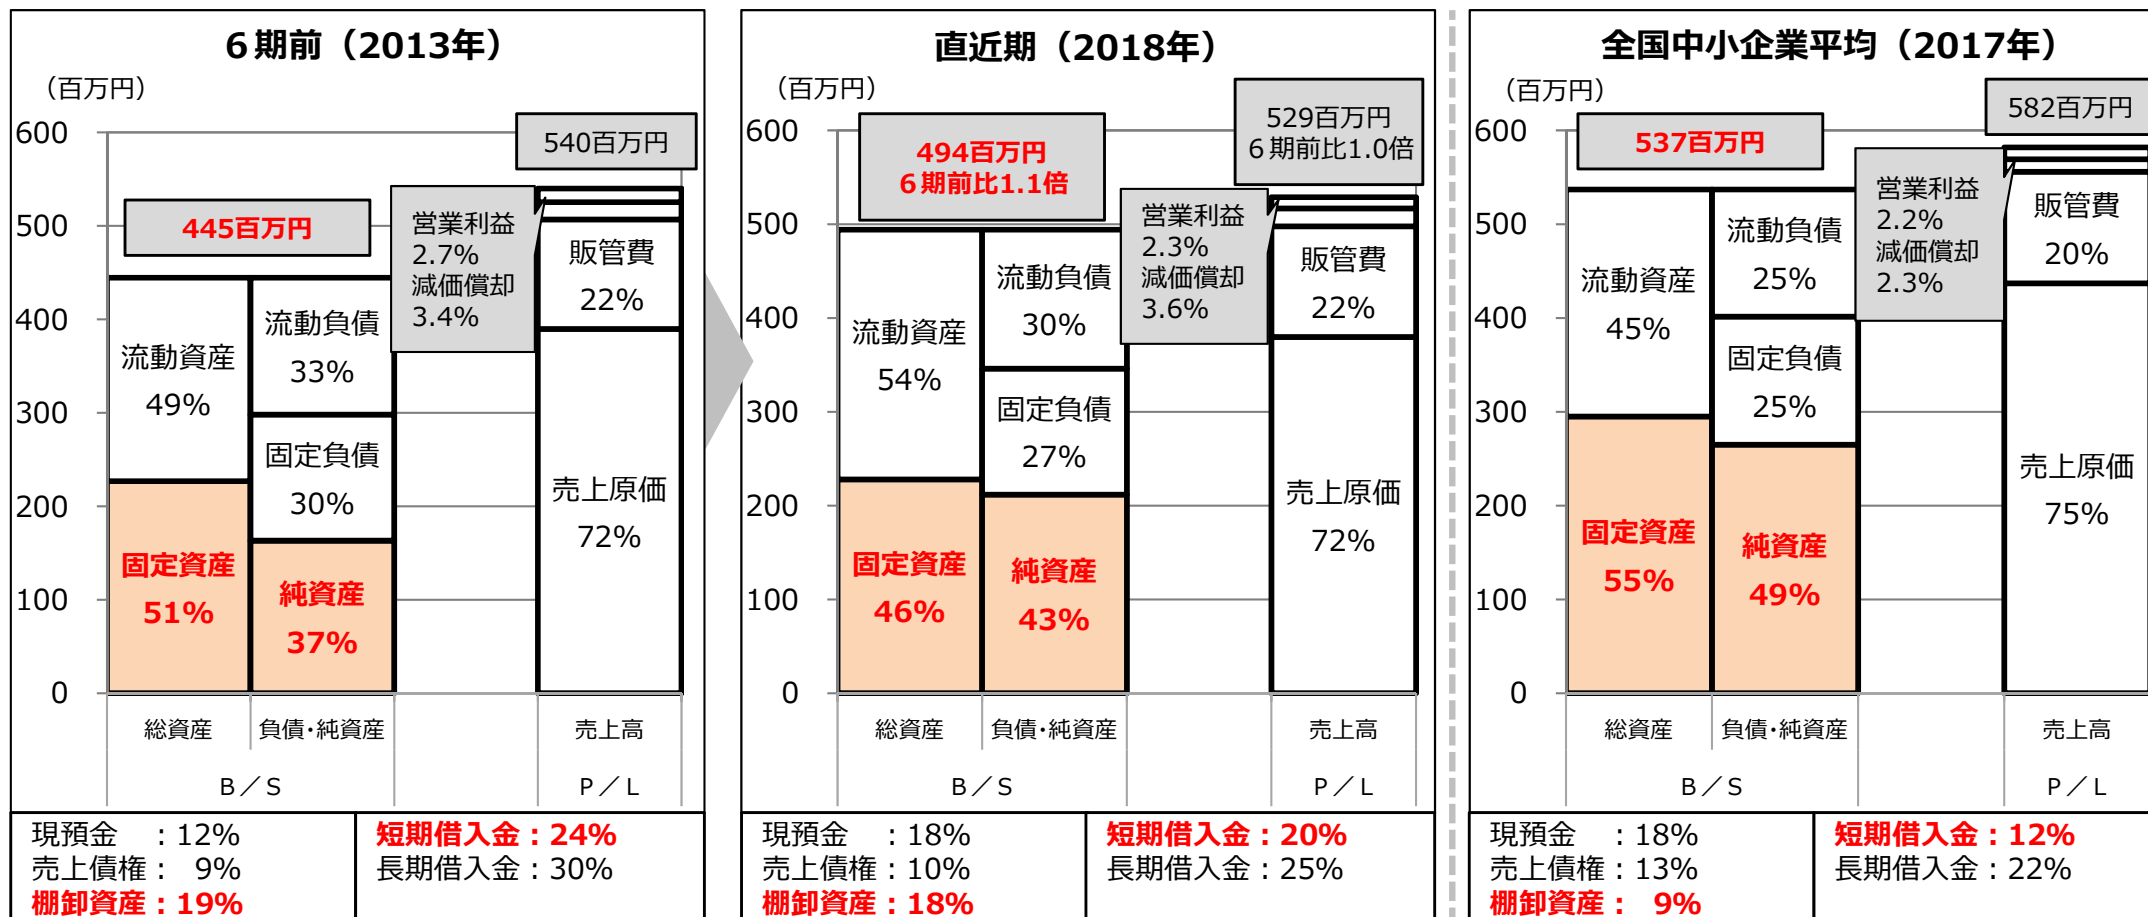 ６期前（2013年）
（百万円）
600
500
400
300
200
100
0
445百万円
540百万円
営業利益
2.7%
減価償却
3.4%
流動資産
49%
固定資産
51%
流動負債
33%
固定負債
30%
純資産
37%
販管費
22%
売上原価
72%
総資産
負債・純資産
売上高
Ｂ／Ｓ
Ｐ／Ｌ
現預金　：12%
売上債権： 9%
棚卸資産：19%
短期借入金：24%
長期借入金：30%
直近期（2018年）
（百万円）
600
500
400
300
200
100
0
494百万円
６期前比1.1倍
529百万円
６期前比1.0倍
営業利益
2.3%
減価償却
3.6%
流動資産
54%
固定資産
46%
流動負債
30%
固定負債
27%
純資産
43%
販管費
22%
売上原価
72%
総資産
負債・純資産
売上高
Ｂ／Ｓ
Ｐ／Ｌ
現預金　：18%
売上債権：10%
棚卸資産：18%
短期借入金：20%
長期借入金：25%
全国中小企業平均（2017年）
（百万円）
600
500
400
300
200
100
0
537百万円
582百万円
営業利益
2.2%
減価償却
2.3%
流動資産
45%
固定資産
55%
流動負債
25%
固定負債
25%
純資産
49%
販管費
20%
売上原価
75%
総資産
負債・純資産
売上高
Ｂ／Ｓ
Ｐ／Ｌ
現預金　：18%
売上債権：13%
棚卸資産： 9%
短期借入金：12%
長期借入金：22%